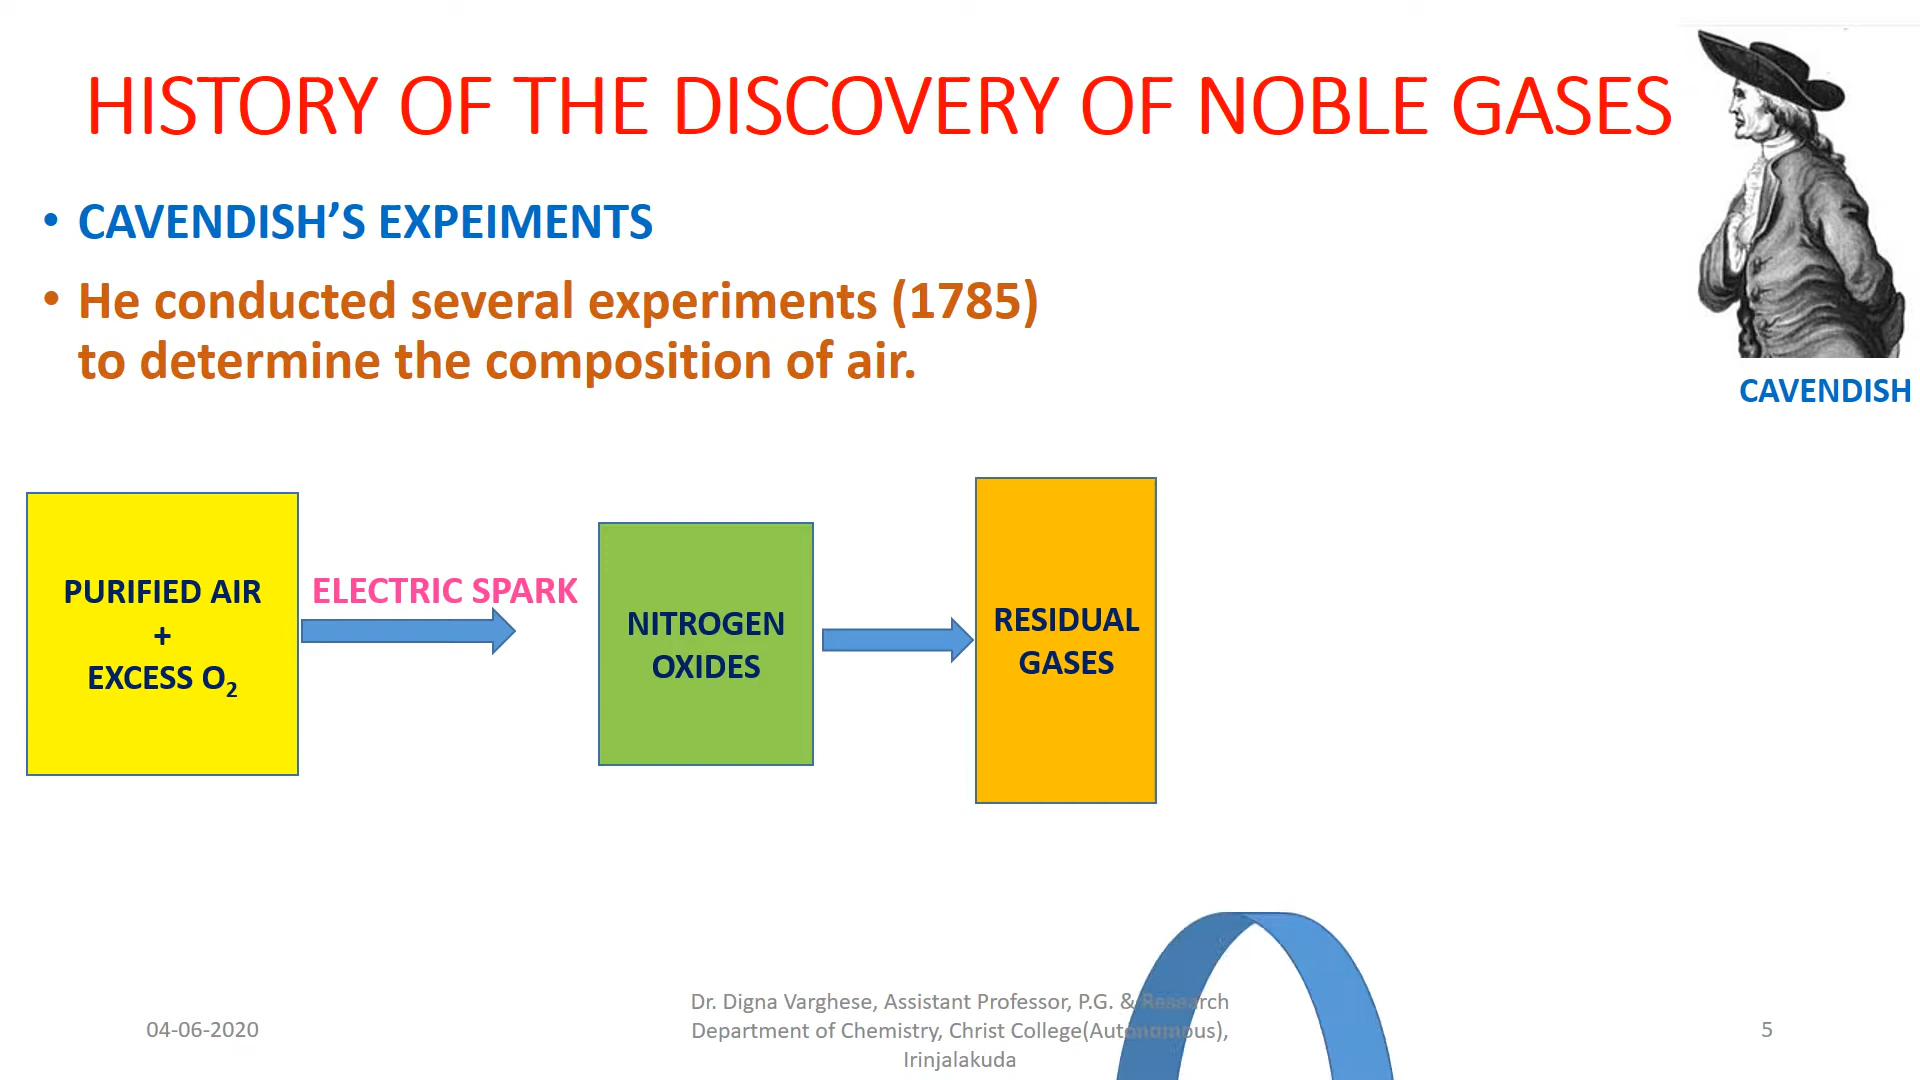 HISTORY OF THE DISCOVERY OF NOBLE GASES
• CAVENDISH’S EXPEIMENTS
• He conducted several experiments (1785)
to determine the composition of air.
CAVENDISH
PURIFIED AIR
+
EXCESS O₂
ELECTRIC SPARK
NITROGEN
OXIDES
RESIDUAL
GASES
04-06-2020
Dr. Digna Varghese, Assistant Professor, P.G. & Research
Department of Chemistry, Christ College(Autonomous),
Irinjalakuda
5